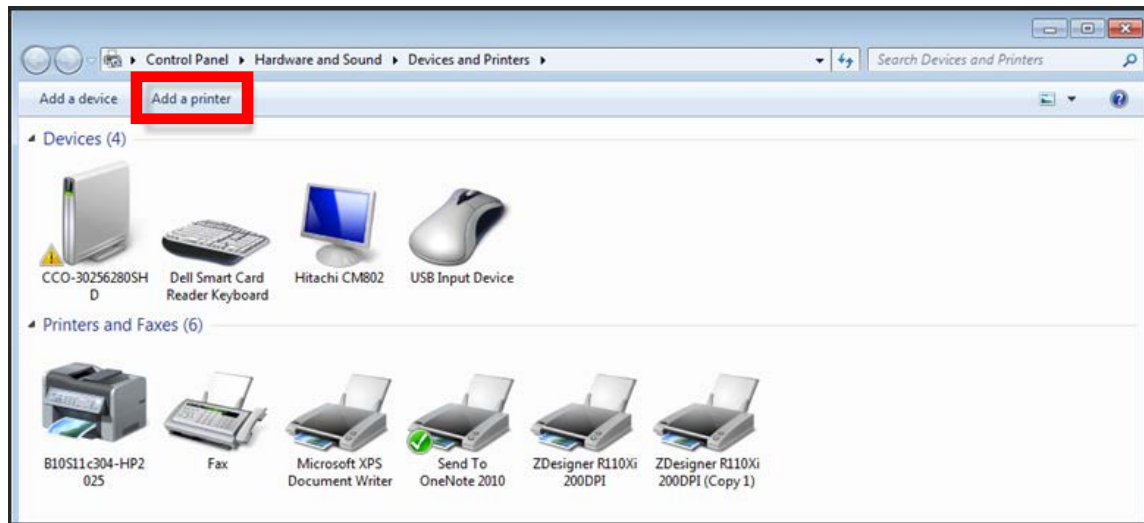 Control Panel ▸ Hardware and Sound ▸ Devices and Printers ▸
Search Devices and Printers
Add a device
Add a printer
Devices (4)
CCO-30256280SH
D
Dell Smart Card
Reader Keyboard
Hitachi CM802
USB Input Device
Printers and Faxes (6)
B10S11c304-HP2
025
Fax
Microsoft XPS
Document Writer
Send To
OneNote 2010
ZDesigner R110Xi
200DPI
ZDesigner R110Xi
200DPI (Copy 1)